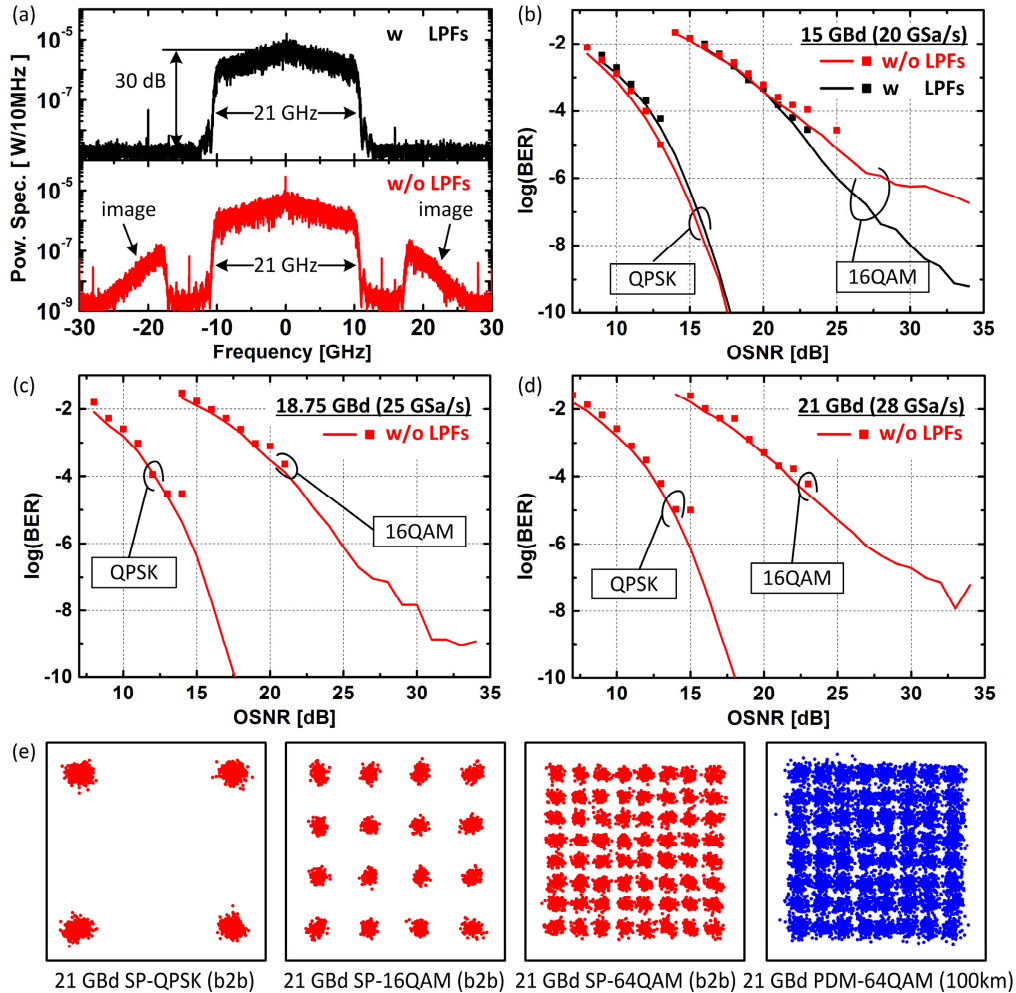 (a)
w LPFs
30 dB
21 GHz
10⁻⁵
10⁻⁷
w/o LPFs
image
image
21 GHz
10⁻⁵
10⁻⁷
10⁻⁹
Pow. Spec. [ W/10MHz ]
-30 -20 -10 0 10 20 30
Frequency [GHz]
(b)
15 GBd (20 GSa/s)
w/o LPFs
w LPFs
QPSK
16QAM
-2
-4
-6
-8
-10
log(BER)
10 15 20 25 30 35
OSNR [dB]
(c)
18.75 GBd (25 GSa/s)
w/o LPFs
16QAM
QPSK
-2
-4
-6
-8
-10
log(BER)
10 15 20 25 30 35
OSNR [dB]
(d)
21 GBd (28 GSa/s)
w/o LPFs
16QAM
QPSK
-2
-4
-6
-8
-10
log(BER)
10 15 20 25 30 35
OSNR [dB]
(e)
21 GBd SP-QPSK (b2b)
21 GBd SP-16QAM (b2b)
21 GBd SP-64QAM (b2b)
21 GBd PDM-64QAM (100km)